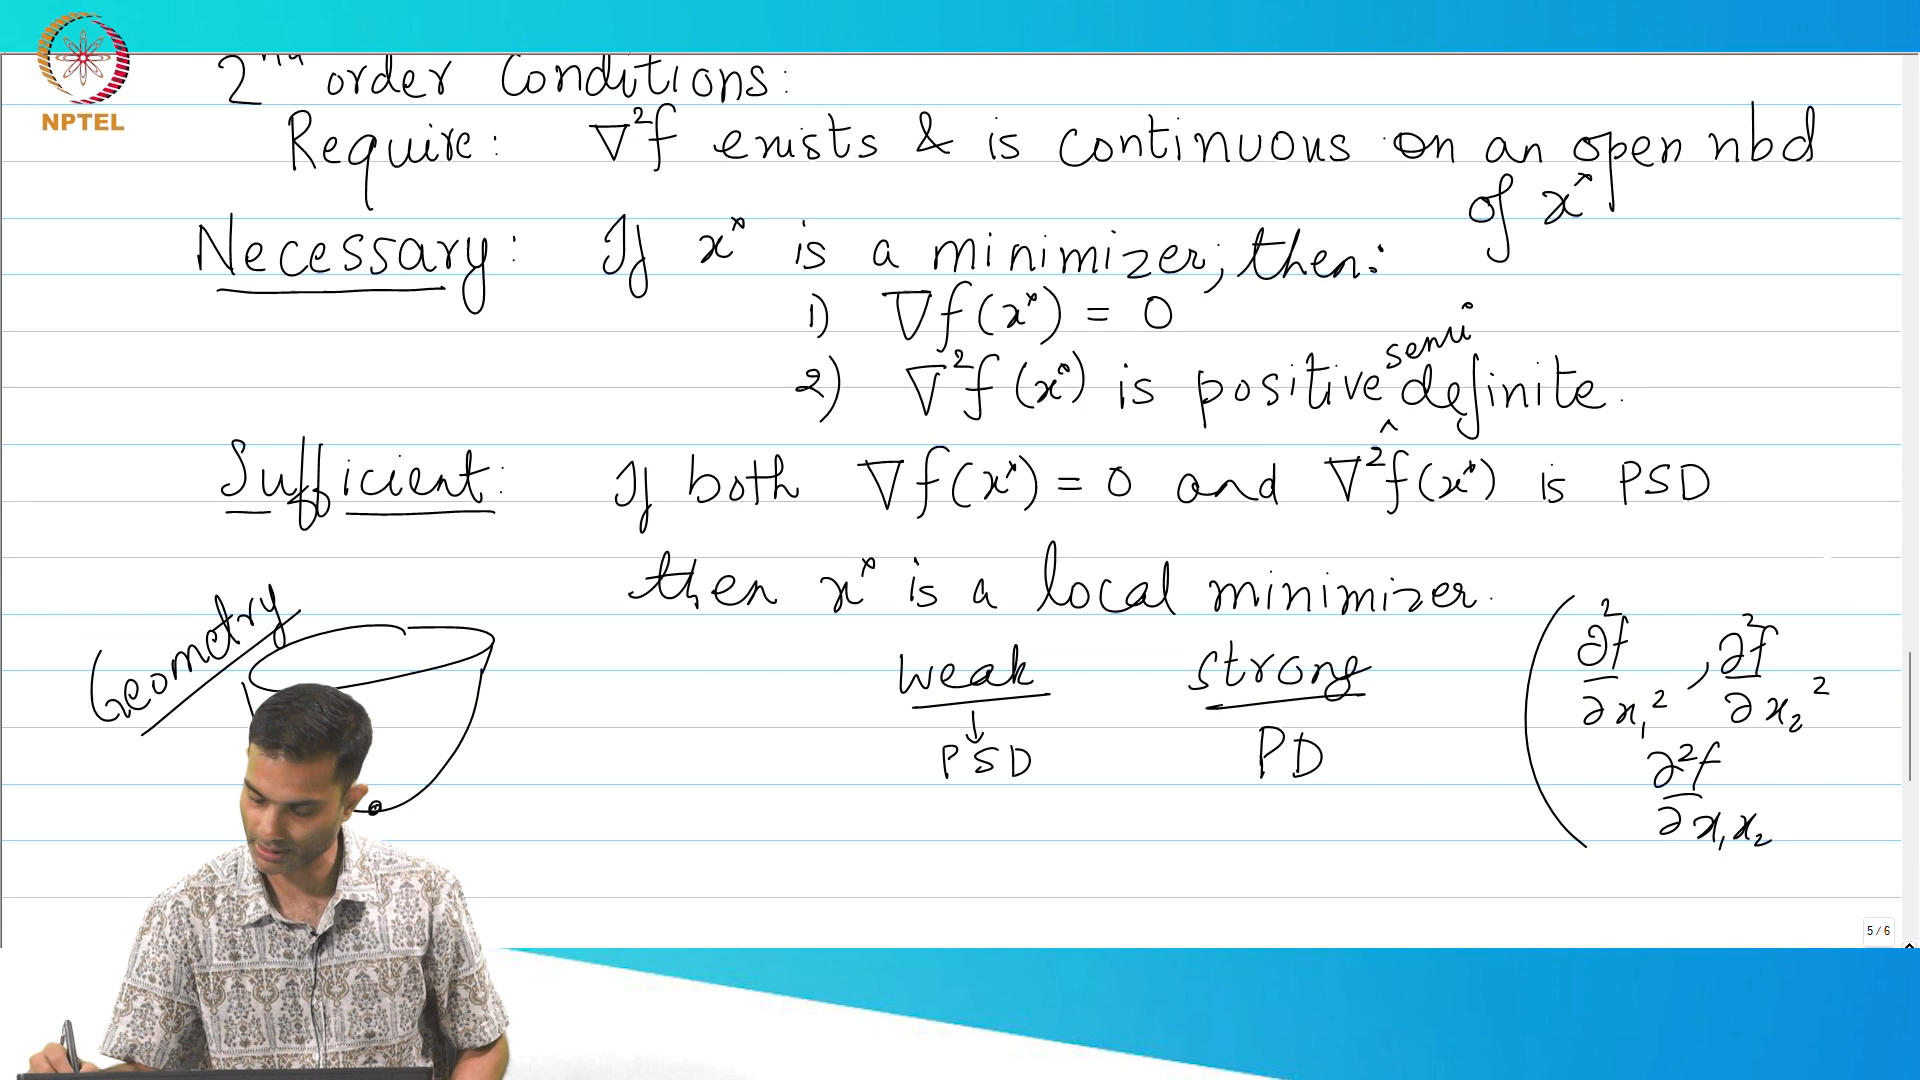 NPTEL
2nd order Conditions:
Require: ∇²f exists & is continuous on an open nbd
of x*
Necessary: If x* is a minimizer, then:
1) ∇f(x*) = 0
semi
2) ∇²f(x*) is positive ^ definite.
Sufficient: If both ∇f(x*) = 0 and ∇²f(x*) is PSD
then x* is a local minimizer.
Geometry
weak strong
↓
PSD PD
( ∂²f/∂x₁² , ∂²f/∂x₂²
∂²f/∂x₁x₂
5 / 6